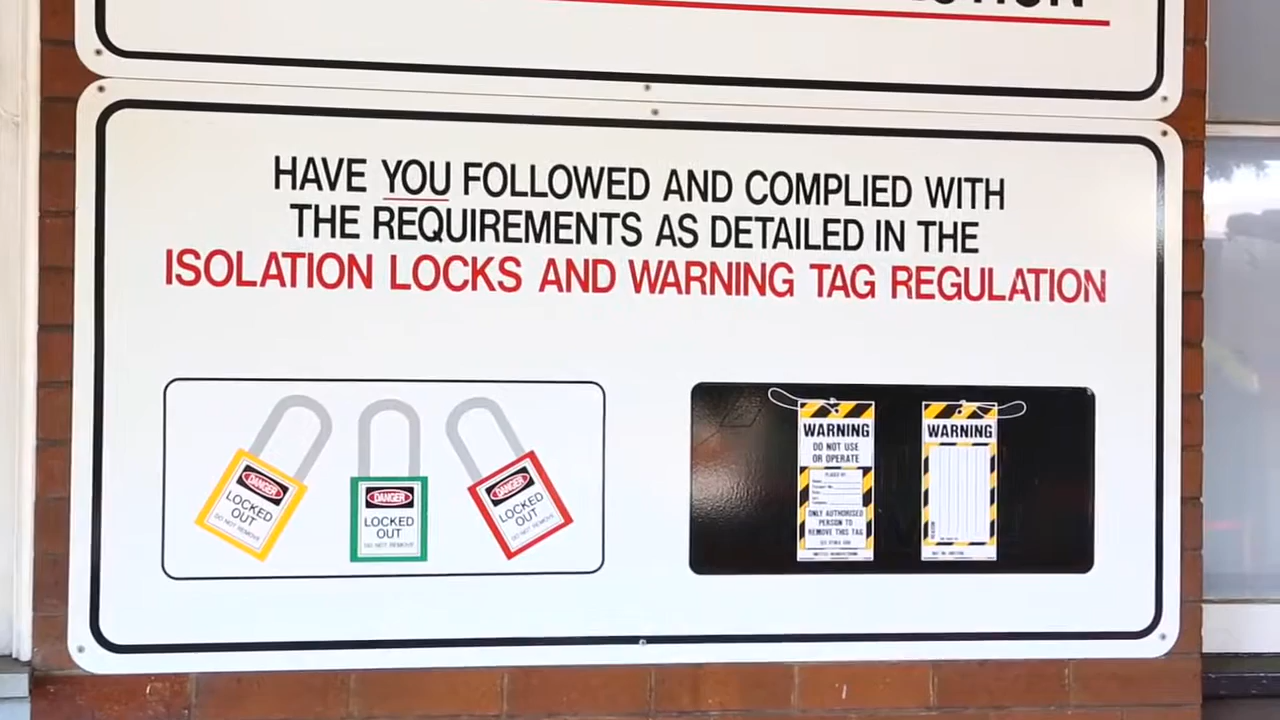 HAVE YOU FOLLOWED AND COMPLIED WITH
THE REQUIREMENTS AS DETAILED IN THE
ISOLATION LOCKS AND WARNING TAG REGULATION
DANGER
LOCKED
OUT
DO NOT REMOVE
DANGER
LOCKED
OUT
DO NOT REMOVE
DANGER
LOCKED
OUT
DO NOT REMOVE
WARNING
DO NOT USE
OR OPERATE
PLACED BY:
ONLY AUTHORISED
PERSON TO
REMOVE THIS TAG
WARNING